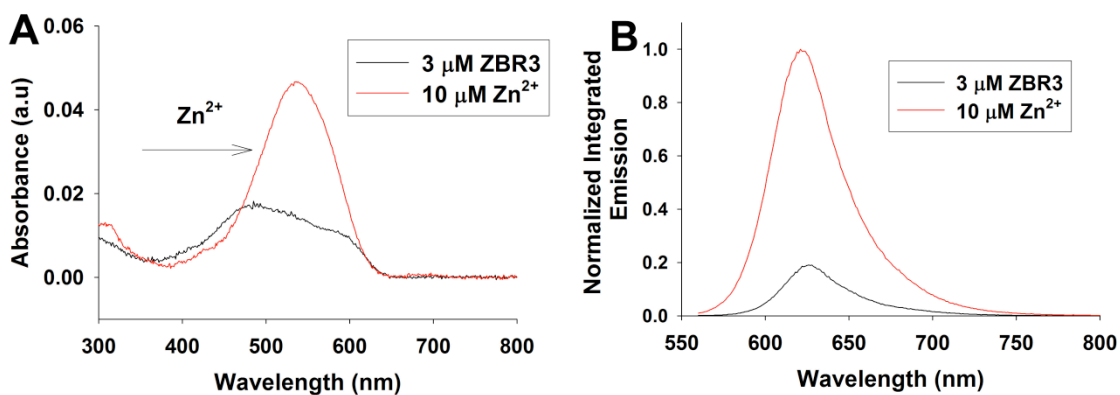 A
0.06
0.04
0.02
0.00
Absorbance (a.u)
3 μM ZBR3
10 μM Zn²⁺
Zn²⁺
300 400 500 600 700 800
Wavelength (nm)
B
1.0
0.8
0.6
0.4
0.2
0.0
Normalized Integrated
Emission
3 μM ZBR3
10 μM Zn²⁺
550 600 650 700 750 800
Wavelength (nm)